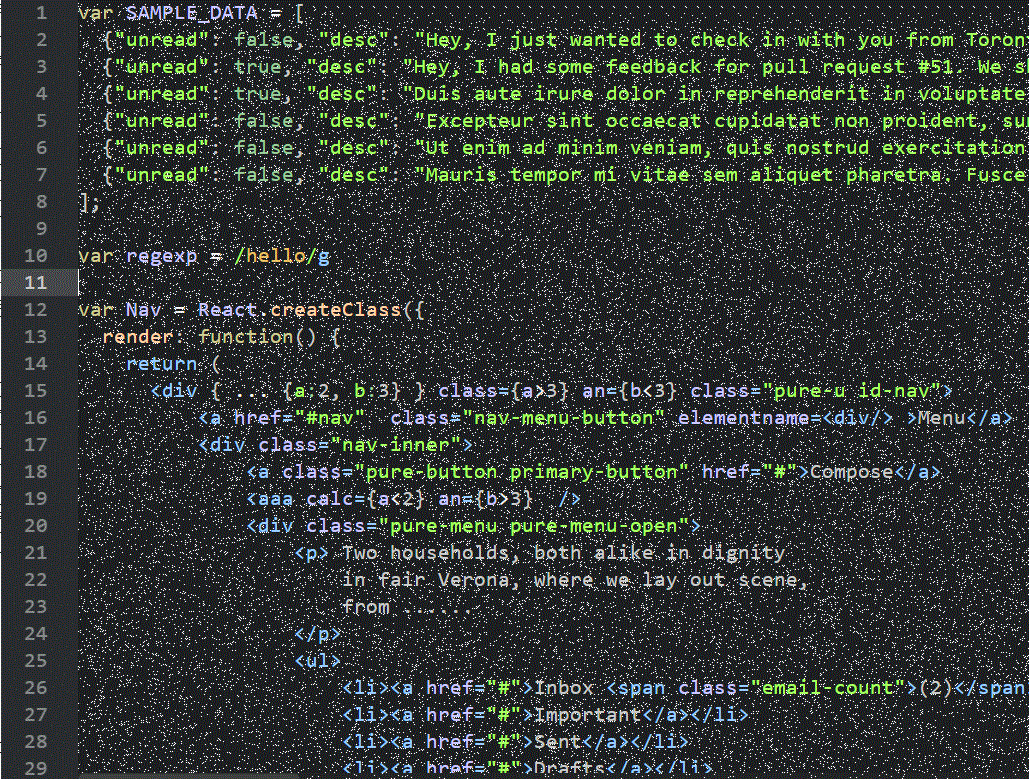 1 var SAMPLE_DATA = [
2 {"unread": false, "desc": "Hey, I just wanted to check in with you from Toron
3 {"unread": true, "desc": "Hey, I had some feedback for pull request #51. We sh
4 {"unread": true, "desc": "Duis aute irure dolor in reprehenderit in voluptate
5 {"unread": false, "desc": "Excepteur sint occaecat cupidatat non proident, sun
6 {"unread": false, "desc": "Ut enim ad minim veniam, quis nostrud exercitation
7 {"unread": false, "desc": "Mauris tempor mi vitae sem aliquet pharetra. Fusce
8 ];
9
10 var regexp = /hello/g
11
12 var Nav = React.createClass({
13 render: function() {
14 return (
15 <div { ... {a:2, b:3} } class={a>3} an={b<3} class="pure-u id-nav">
16 <a href="#nav" class="nav-menu-button" elementname=<div/> >Menu</a>
17 <div class="nav-inner">
18 <a class="pure-button primary-button" href="#">Compose</a>
19 <aaa calc={a<2} an={b>3} />
20 <div class="pure-menu pure-menu-open">
21 <p> Two households, both alike in dignity
22 in fair Verona, where we lay out scene,
23 from ......
24 </p>
25 <ul>
26 <li><a href="#">Inbox <span class="email-count">(2)</span
27 <li><a href="#">Important</a></li>
28 <li><a href="#">Sent</a></li>
29 <li><a href="#">Drafts</a></li>